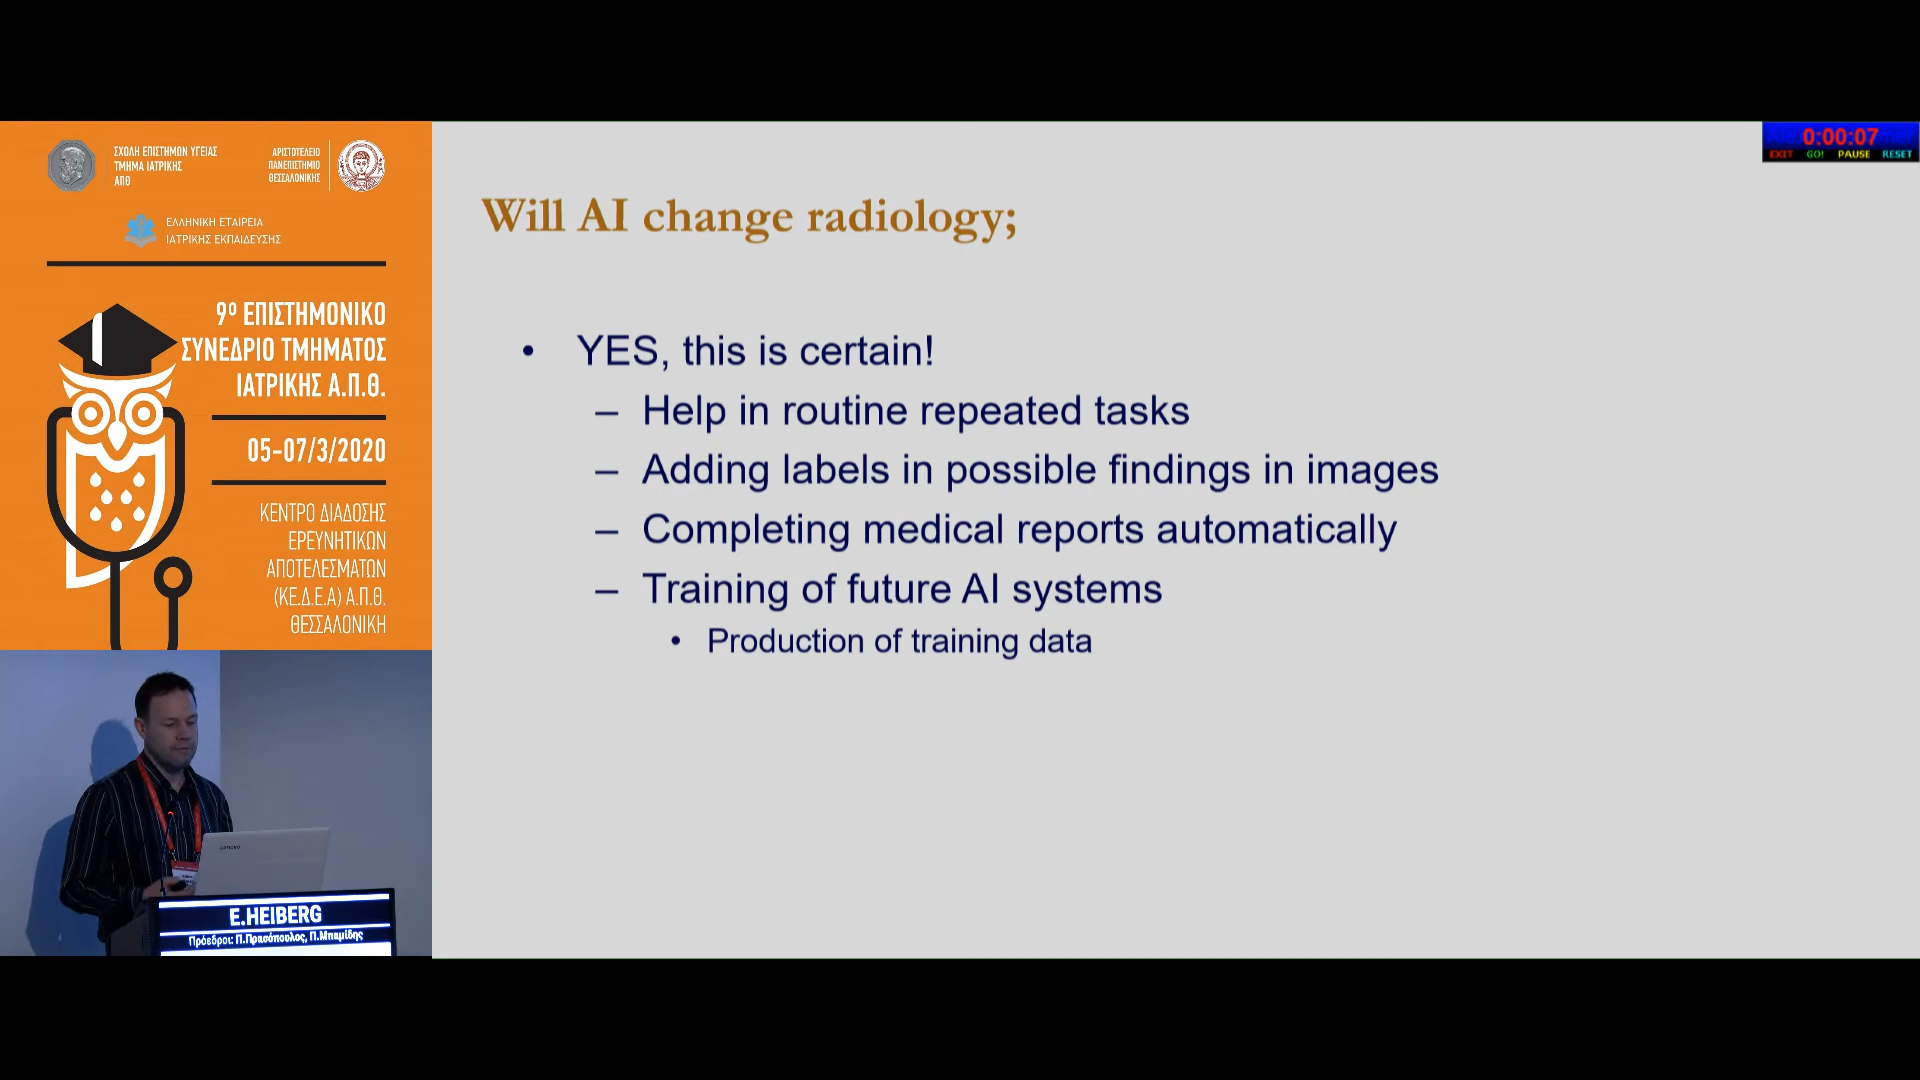 ΣΧΟΛΗ ΕΠΙΣΤΗΜΩΝ ΥΓΕΙΑΣ
ΤΜΗΜΑ ΙΑΤΡΙΚΗΣ
ΑΠΘ
ΑΡΙΣΤΟΤΕΛΕΙΟ
ΠΑΝΕΠΙΣΤΗΜΙΟ
ΘΕΣΣΑΛΟΝΙΚΗΣ
ΕΛΛΗΝΙΚΗ ΕΤΑΙΡΕΙΑ
ΙΑΤΡΙΚΗΣ ΕΚΠΑΙΔΕΥΣΗΣ
9º ΕΠΙΣΤΗΜΟΝΙΚΟ
ΣΥΝΕΔΡΙΟ ΤΜΗΜΑΤΟΣ
ΙΑΤΡΙΚΗΣ Α.Π.Θ.
05-07/3/2020
ΚΕΝΤΡΟ ΔΙΑΔΟΣΗΣ
ΕΡΕΥΝΗΤΙΚΩΝ
ΑΠΟΤΕΛΕΣΜΑΤΩΝ
(ΚΕ.Δ.Ε.Α) Α.Π.Θ.
ΘΕΣΣΑΛΟΝΙΚΗ
lenovo
E.HEIBERG
Πρόεδροι: Π.Πρασόπουλος, Π.Μπαμίδης
0:00:07
EXIT GO! PAUSE RESET
Will AI change radiology;
• YES, this is certain!
– Help in routine repeated tasks
– Adding labels in possible findings in images
– Completing medical reports automatically
– Training of future AI systems
• Production of training data